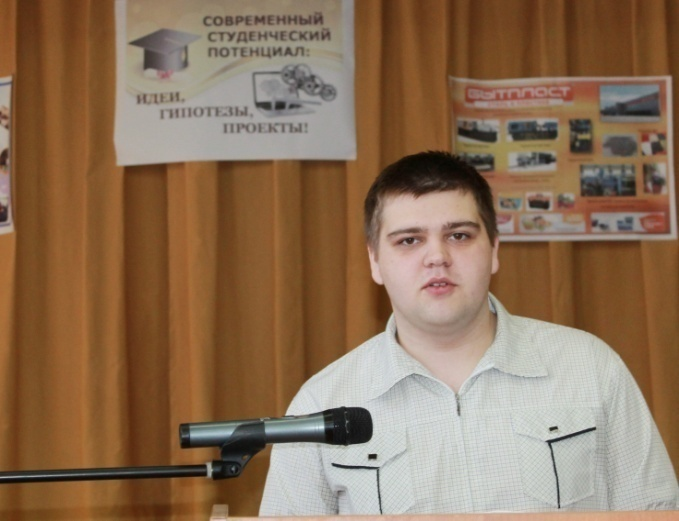 СОВРЕМЕННЫЙ
СТУДЕНЧЕСКИЙ
ПОТЕНЦИАЛ:
ИДЕИ,
ГИПОТЕЗЫ,
ПРОЕКТЫ!
БЫТПЛАСТ